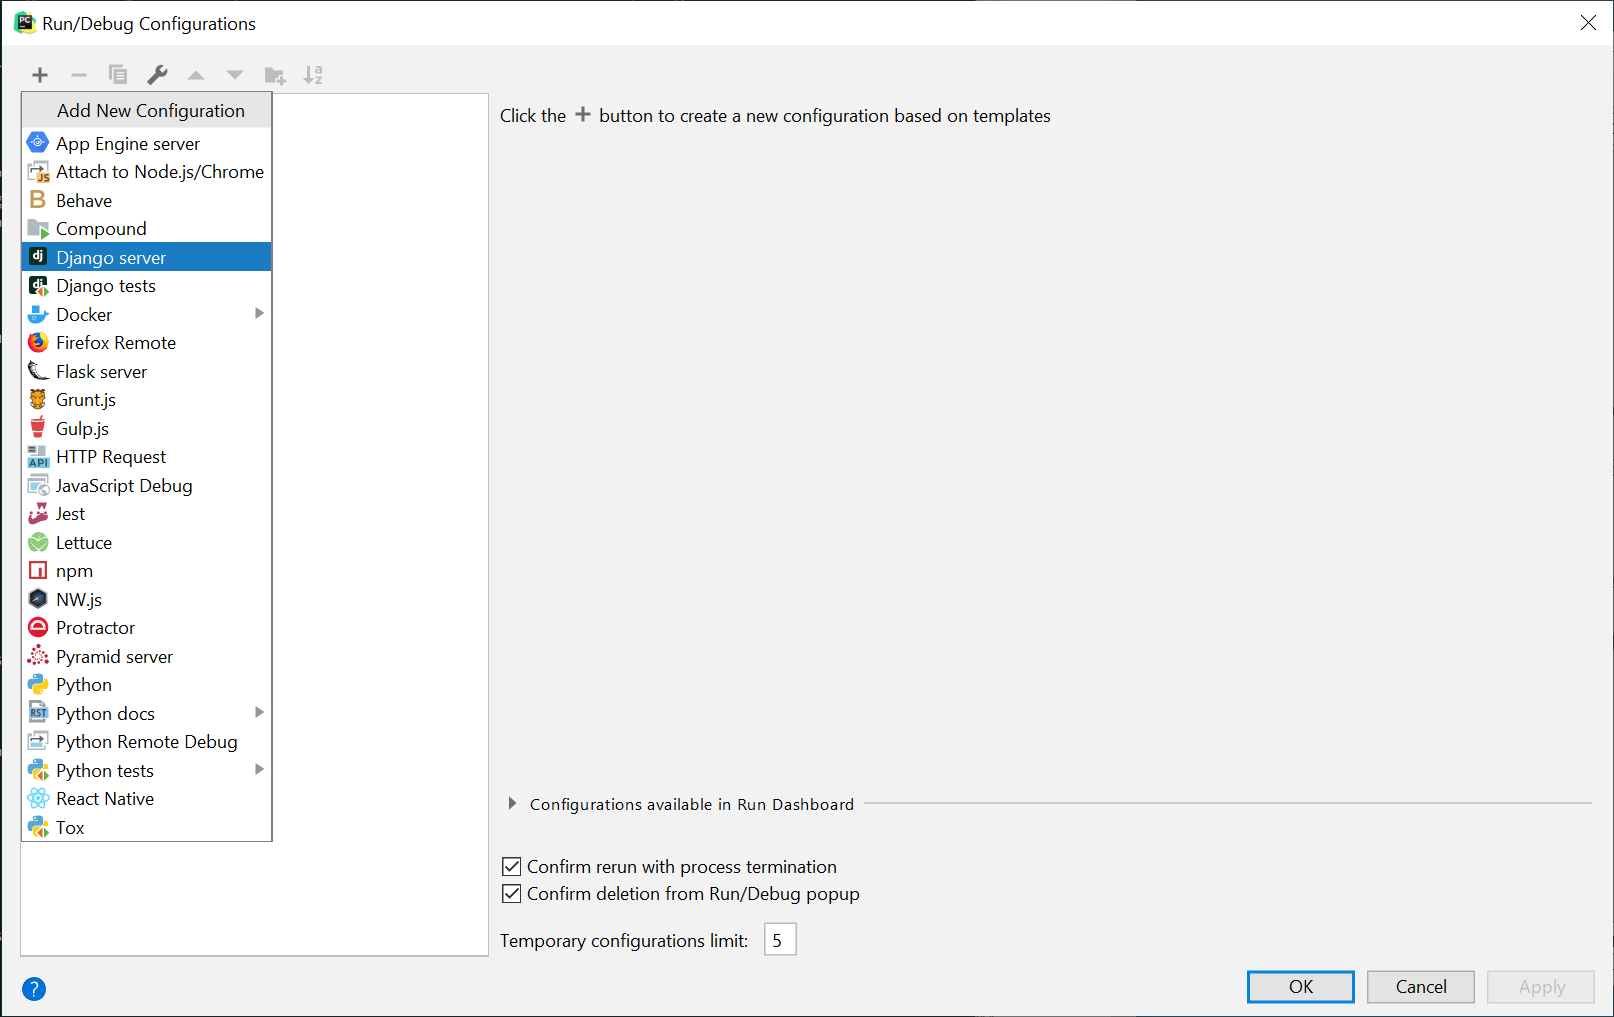 Run/Debug Configurations
Add New Configuration
App Engine server
Attach to Node.js/Chrome
Behave
Compound
Django server
Django tests
Docker
Firefox Remote
Flask server
Grunt.js
Gulp.js
HTTP Request
JavaScript Debug
Jest
Lettuce
npm
NW.js
Protractor
Pyramid server
Python
Python docs
Python Remote Debug
Python tests
React Native
Tox
Click the + button to create a new configuration based on templates
Configurations available in Run Dashboard
Confirm rerun with process termination
Confirm deletion from Run/Debug popup
Temporary configurations limit: 5
? OK Cancel Apply